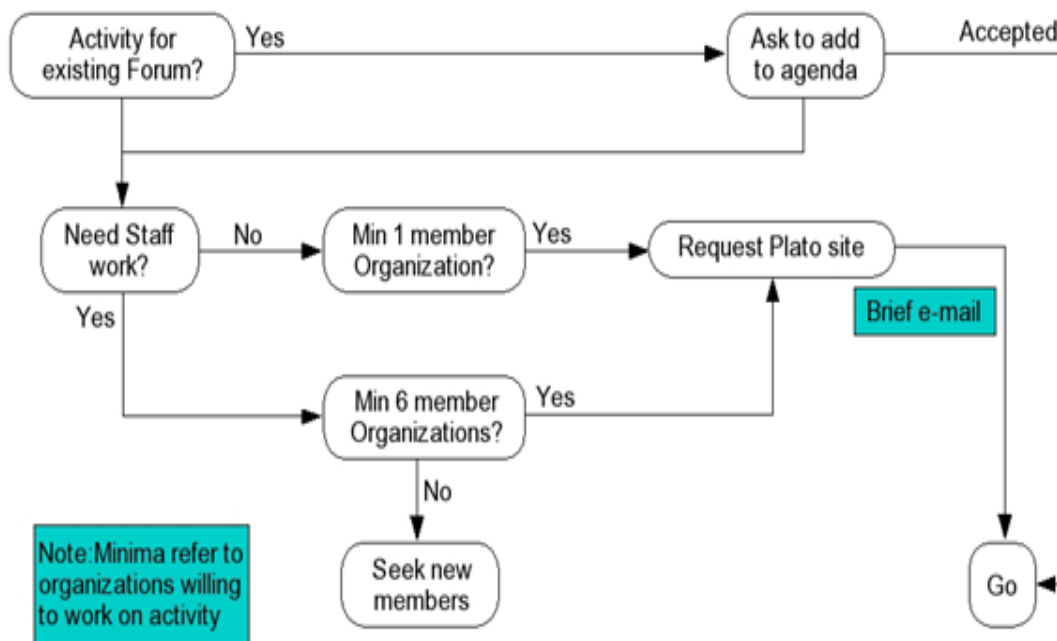 Activity for
existing Forum?
Yes
Ask to add
to agenda
Accepted
Need Staff
work?
No
Min 1 member
Organization?
Yes
Request Plato site
Yes
Brief e-mail
Min 6 member
Organizations?
Yes
No
Note:Minima refer to
organizations willing
to work on activity
Seek new
members
Go